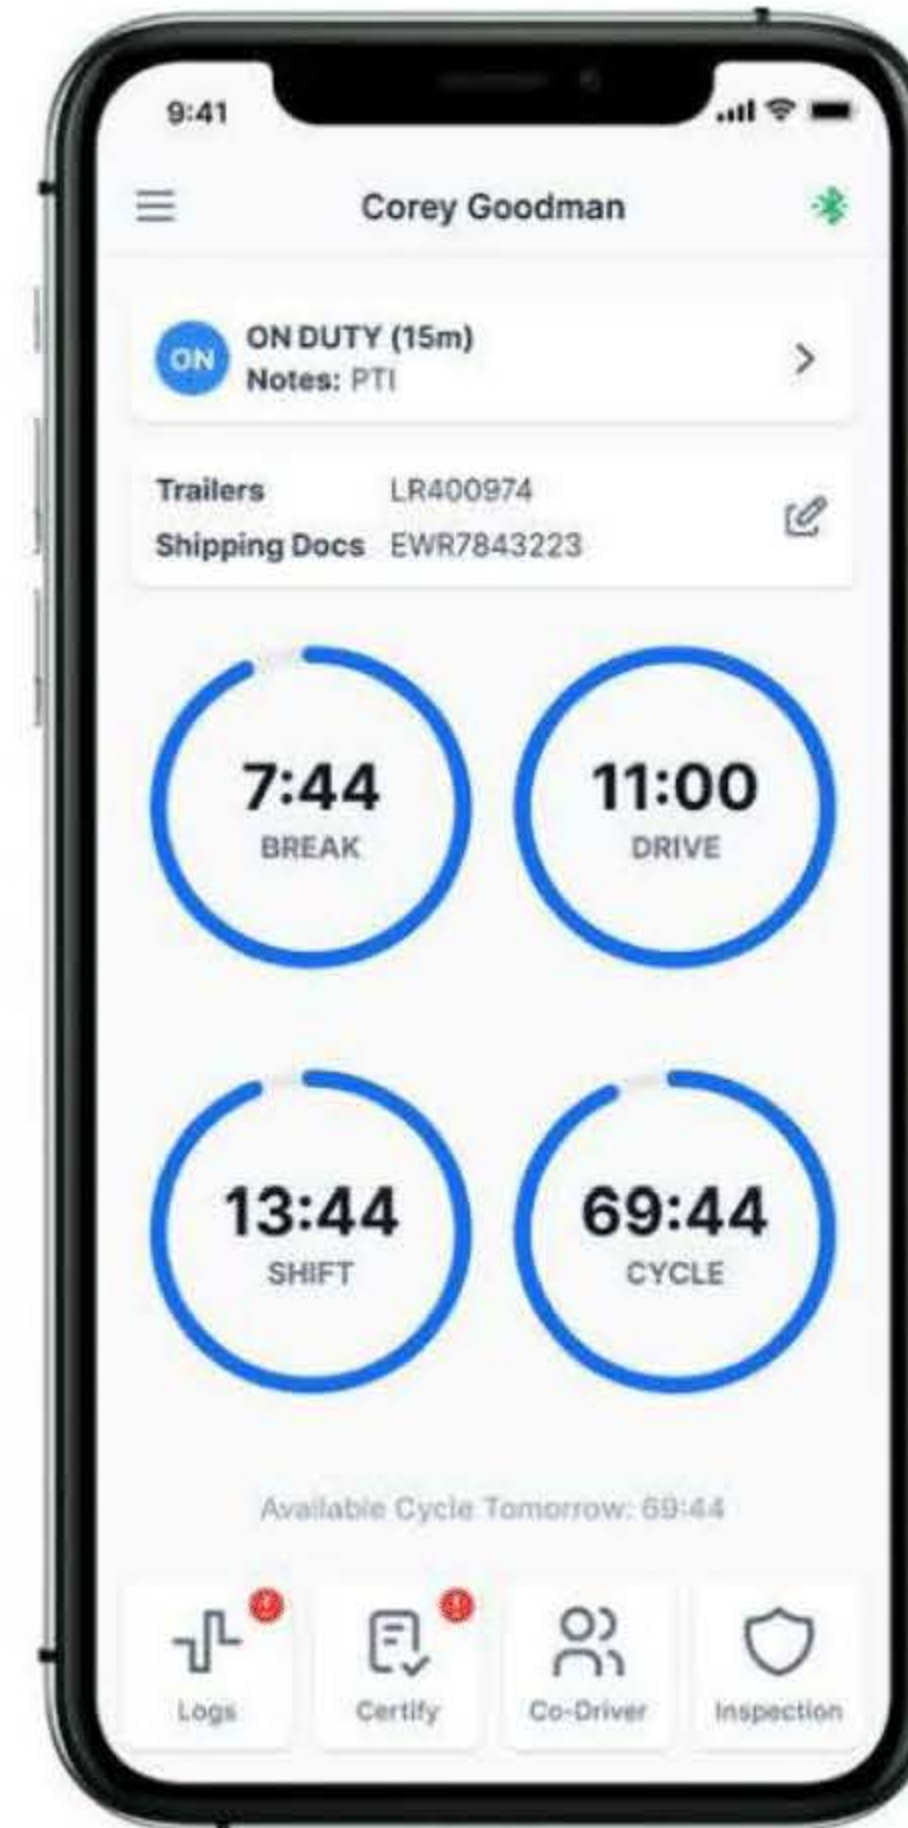 9:41
Corey Goodman
ON
ON DUTY (15m)
Notes: PTI
Trailers LR400974
Shipping Docs EWR7843223
7:44
BREAK
11:00
DRIVE
13:44
SHIFT
69:44
CYCLE
Available Cycle Tomorrow: 69:44
Logs
Certify
Co-Driver
Inspection